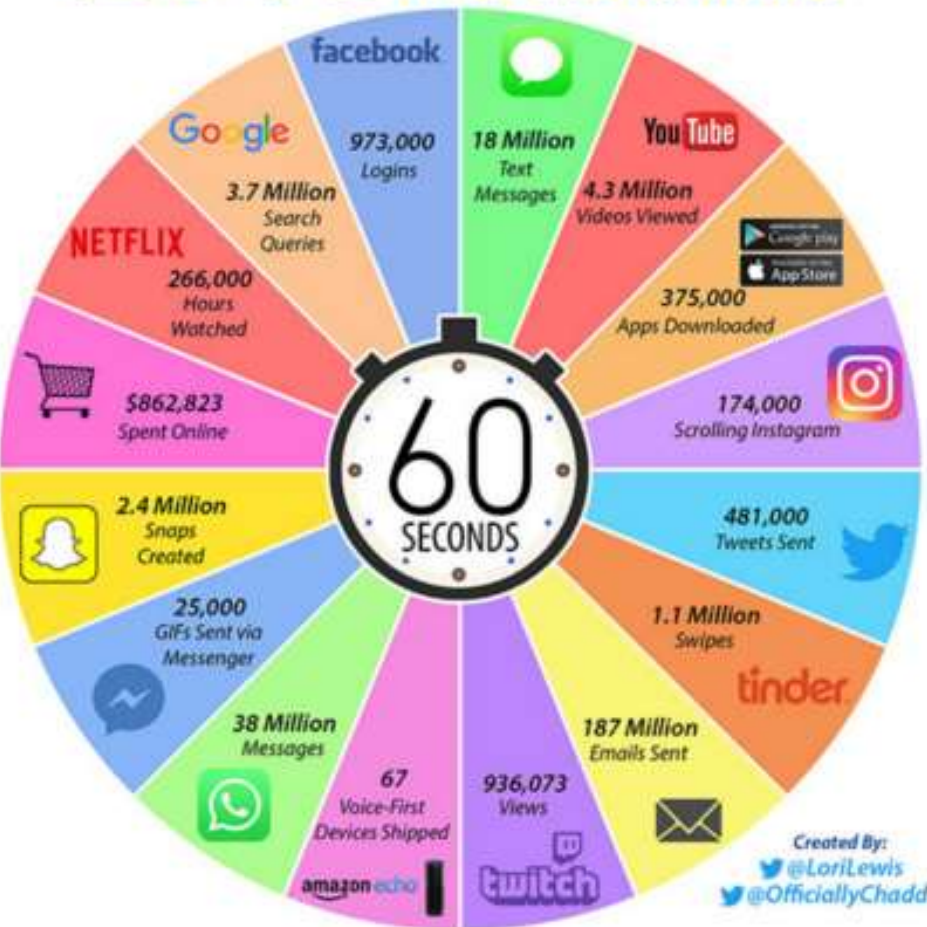 facebook
973,000
Logins
18 Million
Text
Messages
YouTube
4.3 Million
Videos Viewed
Google play
App Store
375,000
Apps Downloaded
174,000
Scrolling Instagram
481,000
Tweets Sent
1.1 Million
Swipes
tinder
187 Million
Emails Sent
936,073
Views
twitch
67
Voice-First
Devices Shipped
amazon echo
38 Million
Messages
25,000
GIFs Sent via
Messenger
2.4 Million
Snaps
Created
$862,823
Spent Online
NETFLIX
266,000
Hours
Watched
Google
3.7 Million
Search
Queries
60
SECONDS
Created By:
@LoriLewis
@OfficiallyChadd